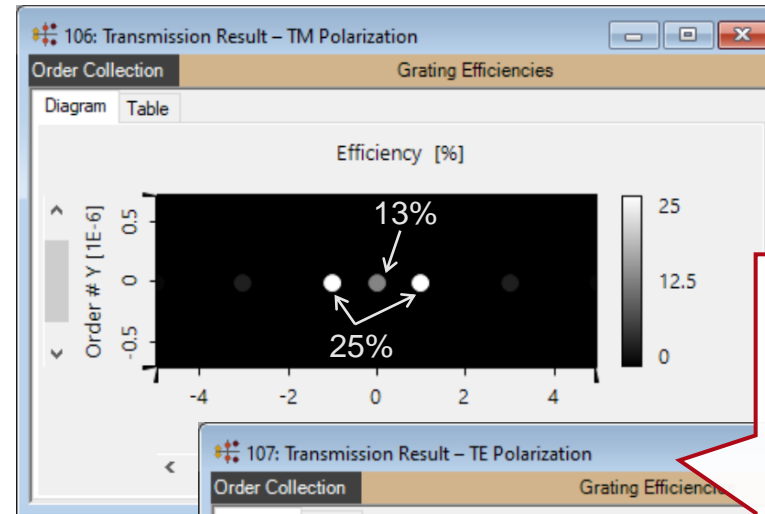 106: Transmission Result – TM Polarization
Order Collection Grating Efficiencies
Diagram Table
Efficiency [%]
Order # Y [1E-6]
0.5
0
-0.5
13%
25%
25
12.5
0
-4 -2 0 2 4
107: Transmission Result – TE Polarization
Order Collection Grating Efficiencies